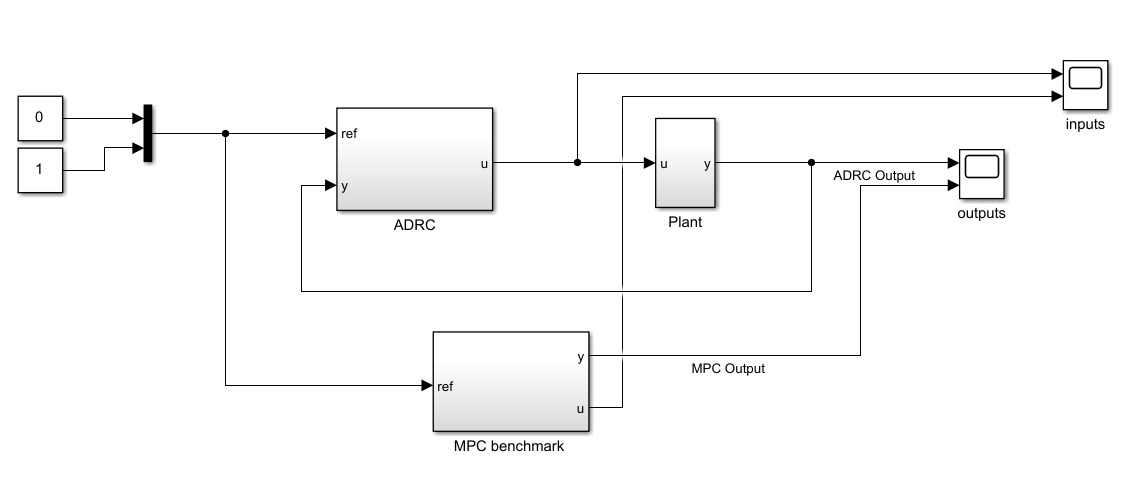 0
1
ref
y
u
ADRC
u
y
Plant
inputs
ADRC Output
outputs
ref
y
u
MPC Output
MPC benchmark